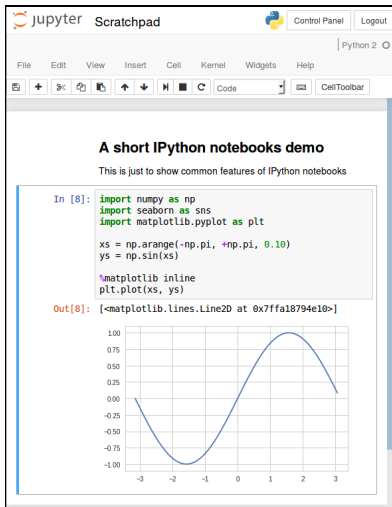 jupyter Scratchpad Control Panel Logout
Python 2
File Edit View Insert Cell Kernel Widgets Help
Code CellToolbar
A short IPython notebooks demo
This is just to show common features of IPython notebooks
In [8]: import numpy as np
import seaborn as sns
import matplotlib.pyplot as plt
xs = np.arange(-np.pi, +np.pi, 0.10)
ys = np.sin(xs)
%matplotlib inline
plt.plot(xs, ys)
Out[8]: [<matplotlib.lines.Line2D at 0x7ffa18794e10>]
1.00
0.75
0.50
0.25
0.00
-0.25
-0.50
-0.75
-1.00
-3 -2 -1 0 1 2 3